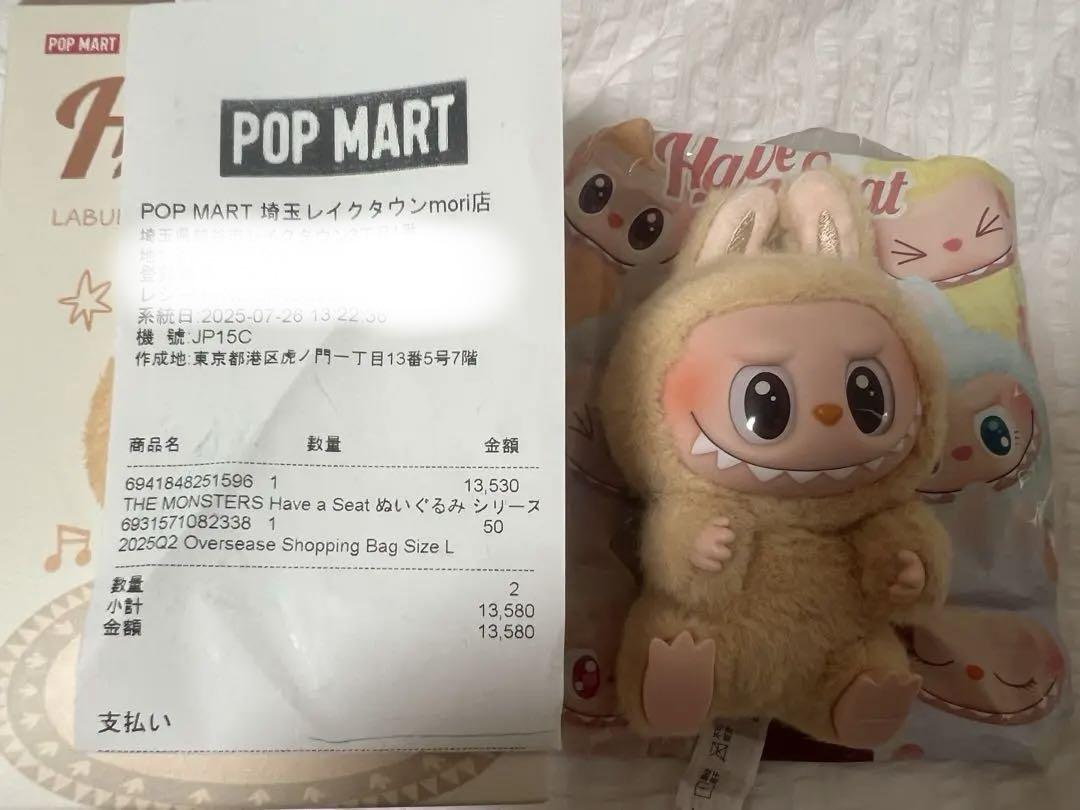 POP MART
LABU
POP MART
POP MART 埼玉レイクタウンmori店
系統日:2025-07-26 13:22:36
機 號:JP15C
作成地:東京都港区虎ノ門一丁目13番5号7階
商品名 数量 金額
6941848251596 1 13,530
THE MONSTERS Have a Seat ぬいぐるみ シリーズ
6931571082338 1 50
2025Q2 Oversease Shopping Bag Size L
数量 2
小計 13,580
金額 13,580
支払い
Have a
Seat